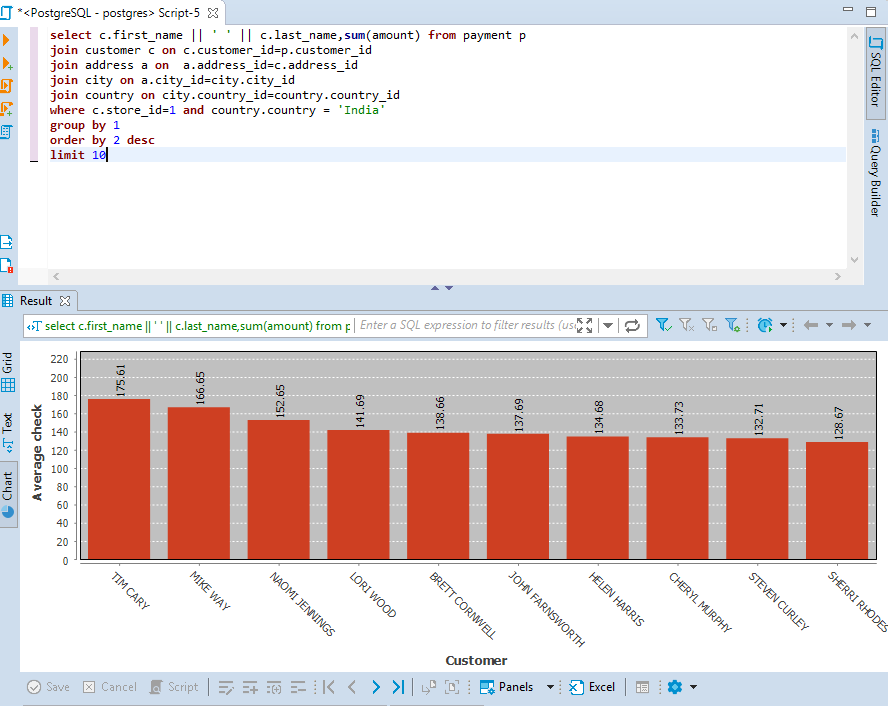 *<PostgreSQL - postgres> Script-5
select c.first_name || ' ' || c.last_name,sum(amount) from payment p
join customer c on c.customer_id=p.customer_id
join address a on  a.address_id=c.address_id
join city on a.city_id=city.city_id
join country on city.country_id=country.country_id
where c.store_id=1 and country.country = 'India'
group by 1
order by 2 desc
limit 10
SQL Editor
Query Builder
Result
select c.first_name || ' ' || c.last_name,sum(amount) from p
Enter a SQL expression to filter results (us
Grid
Text
Chart
Average check
220
200
180
160
140
120
100
80
60
40
20
0
175.61
166.65
152.65
141.69
138.66
137.69
134.68
133.73
132.71
128.67
TIM CARY
MIKE WAY
NAOMI JENNINGS
LORI WOOD
BRETT CORNWELL
JOHN FARNSWORTH
HELEN HARRIS
CHERYL MURPHY
STEVEN CURLEY
SHERRI RHODES
Customer
Save
Cancel
Script
Panels
Excel